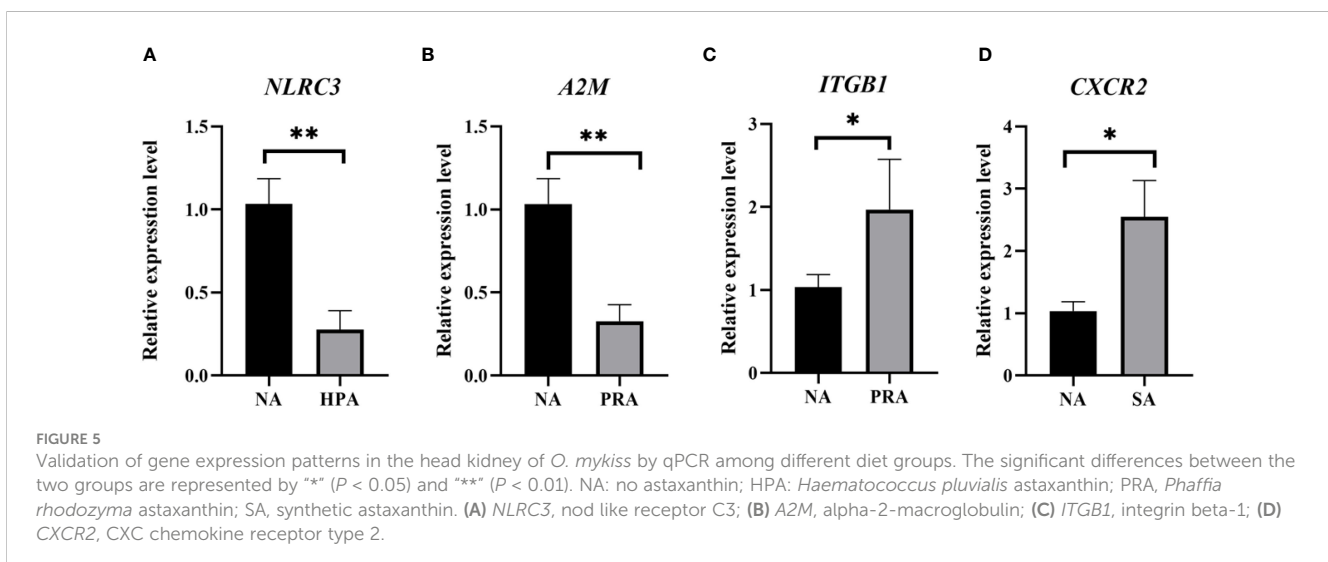 A
B
C
D
NLRC3
A2M
ITGB1
CXCR2
Relative expresstion level
1.5
1.0
0.5
0.0
**
NA HPA
Relative expression level
1.5
1.0
0.5
0.0
**
NA PRA
Relative expression level
3
2
1
0
*
NA PRA
Relative expression level
4
3
2
1
0
*
NA SA
FIGURE 5
Validation of gene expression patterns in the head kidney of O. mykiss by qPCR among different diet groups. The significant differences between the
two groups are represented by “*” (P < 0.05) and “**” (P < 0.01). NA: no astaxanthin; HPA: Haematococcus pluvialis astaxanthin; PRA, Phaffia
rhodozyma astaxanthin; SA, synthetic astaxanthin. (A) NLRC3, nod like receptor C3; (B) A2M, alpha-2-macroglobulin; (C) ITGB1, integrin beta-1; (D)
CXCR2, CXC chemokine receptor type 2.